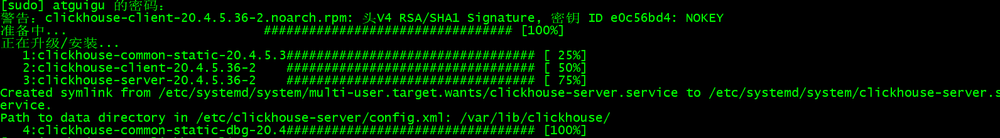 [sudo] atguigu 的密码：
警告：clickhouse-client-20.4.5.36-2.noarch.rpm: 头V4 RSA/SHA1 Signature, 密钥 ID e0c56bd4: NOKEY
准备中... ################################# [100%]
正在升级/安装...
1:clickhouse-common-static-20.4.5.3################################# [ 25%]
2:clickhouse-client-20.4.5.36-2 ################################# [ 50%]
3:clickhouse-server-20.4.5.36-2 ################################# [ 75%]
Created symlink from /etc/systemd/system/multi-user.target.wants/clickhouse-server.service to /etc/systemd/system/clickhouse-server.s
ervice.
Path to data directory in /etc/clickhouse-server/config.xml: /var/lib/clickhouse/
4:clickhouse-common-static-dbg-20.4################################# [100%]